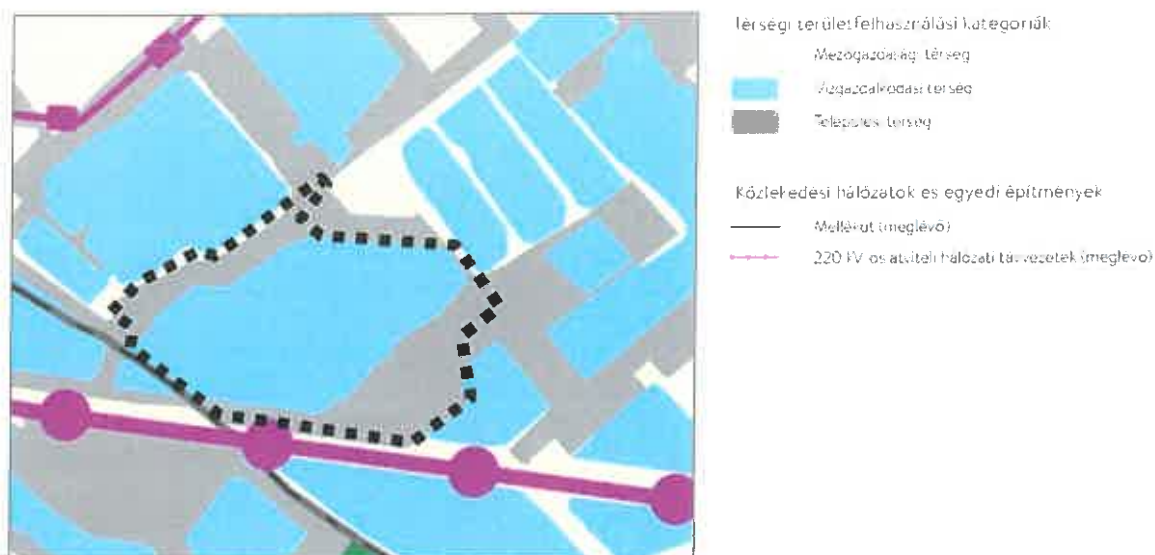 Térségi területfelhasználási kategóriák
Mezőgazdasági térség
Vízgazdálkodási térség
Települési térség
Közlekedési hálózatok és egyedi építmények
Mellékút (meglévő)
220 kV-os átviteli hálózati távvezeték (meglévő)